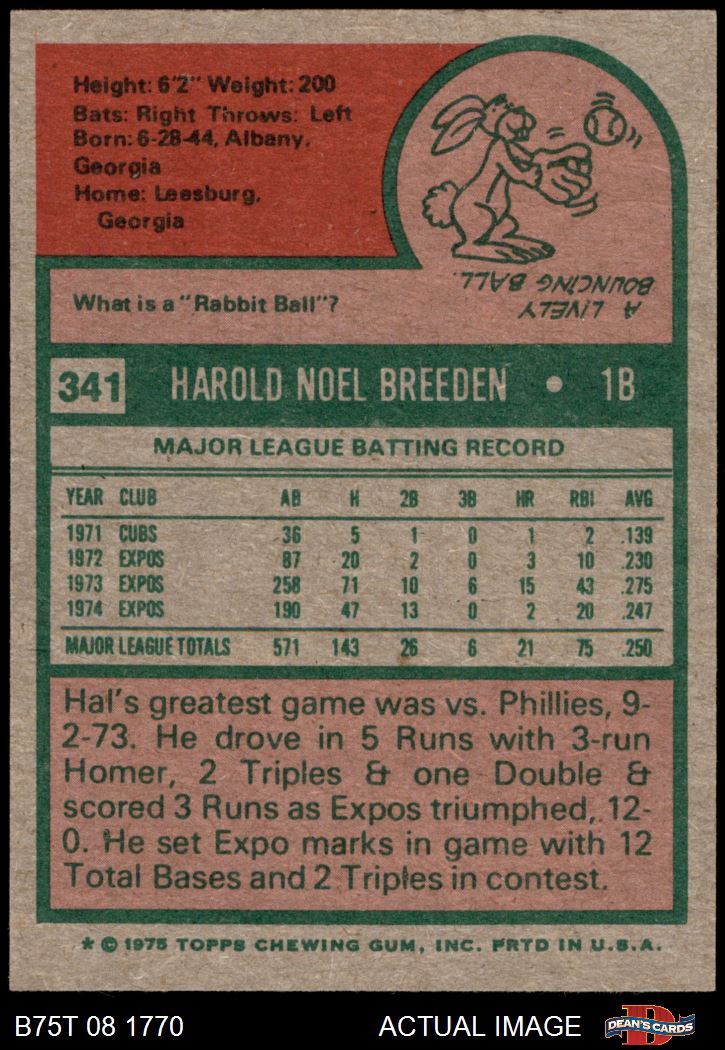 Height: 6'2" Weight: 200
Bats: Right Throws: Left
Born: 6-28-44, Albany,
Georgia
Home: Leesburg,
Georgia
What is a "Rabbit Ball"?
A LIVELY
BOUNCING BALL.
341 HAROLD NOEL BREEDEN • 1B
MAJOR LEAGUE BATTING RECORD
YEAR CLUB AB H 2B 3B HR RBI AVG
1971 CUBS 36 5 1 0 1 2 .139
1972 EXPOS 87 20 2 0 3 10 .230
1973 EXPOS 258 71 10 6 15 43 .275
1974 EXPOS 190 47 13 0 2 20 .247
MAJOR LEAGUE TOTALS 571 143 26 6 21 75 .250
Hal's greatest game was vs. Phillies, 9-
2-73. He drove in 5 Runs with 3-run
Homer, 2 Triples & one Double &
scored 3 Runs as Expos triumphed, 12-
0. He set Expo marks in game with 12
Total Bases and 2 Triples in contest.
* © 1975 TOPPS CHEWING GUM, INC. PRTD IN U.S.A.
B75T 08 1770 ACTUAL IMAGE
D
DEAN'S CARDS